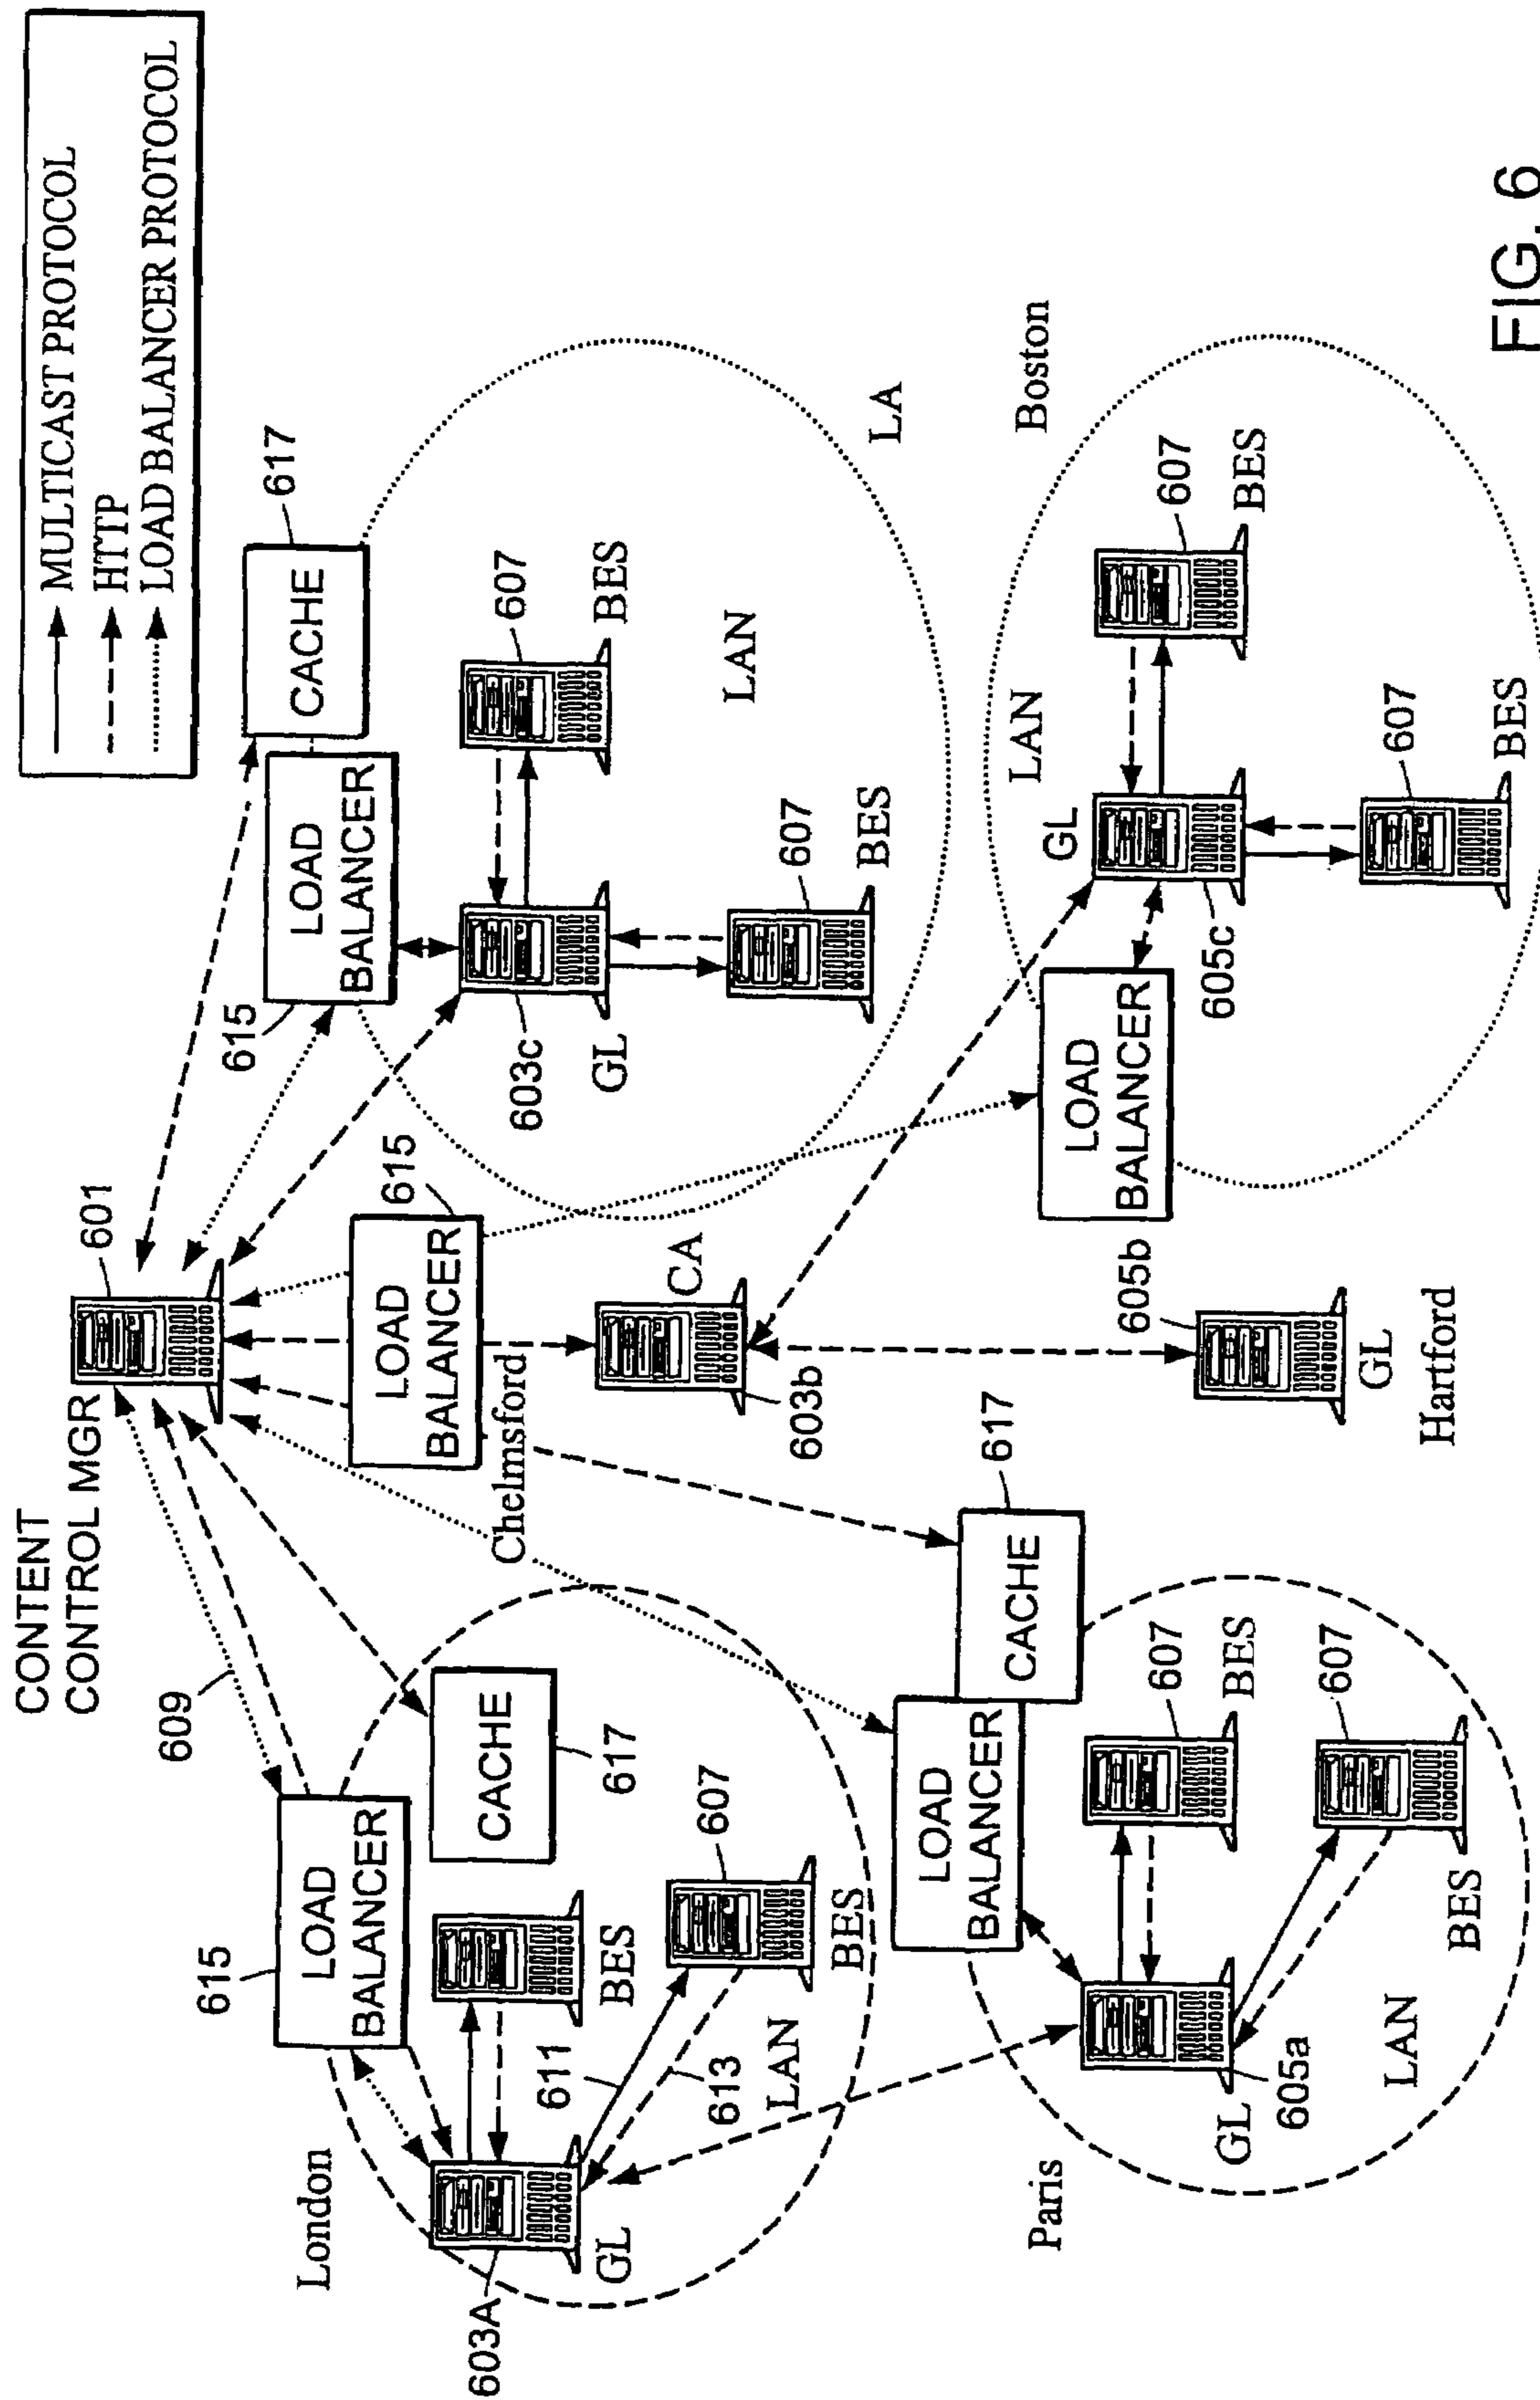 MULTICAST PROTOCOL
HTTP
LOAD BALANCER PROTOCOL
CONTENT
CONTROL MGR
601
609
615
LOAD
BALANCER
London
603A
GL
BES
611
613
LAN
CACHE
617
607
BES
Chelmsford
LOAD
BALANCER
615
CA
603b
615
LOAD
BALANCER
CACHE
617
603c
GL
607
BES
607
BES
LAN
LA
Paris
LOAD
BALANCER
CACHE
617
GL
605a
607
BES
607
BES
LAN
605b
GL
Hartford
Boston
LOAD
BALANCER
GL
LAN
605c
607
BES
607
BES
FIG. 6